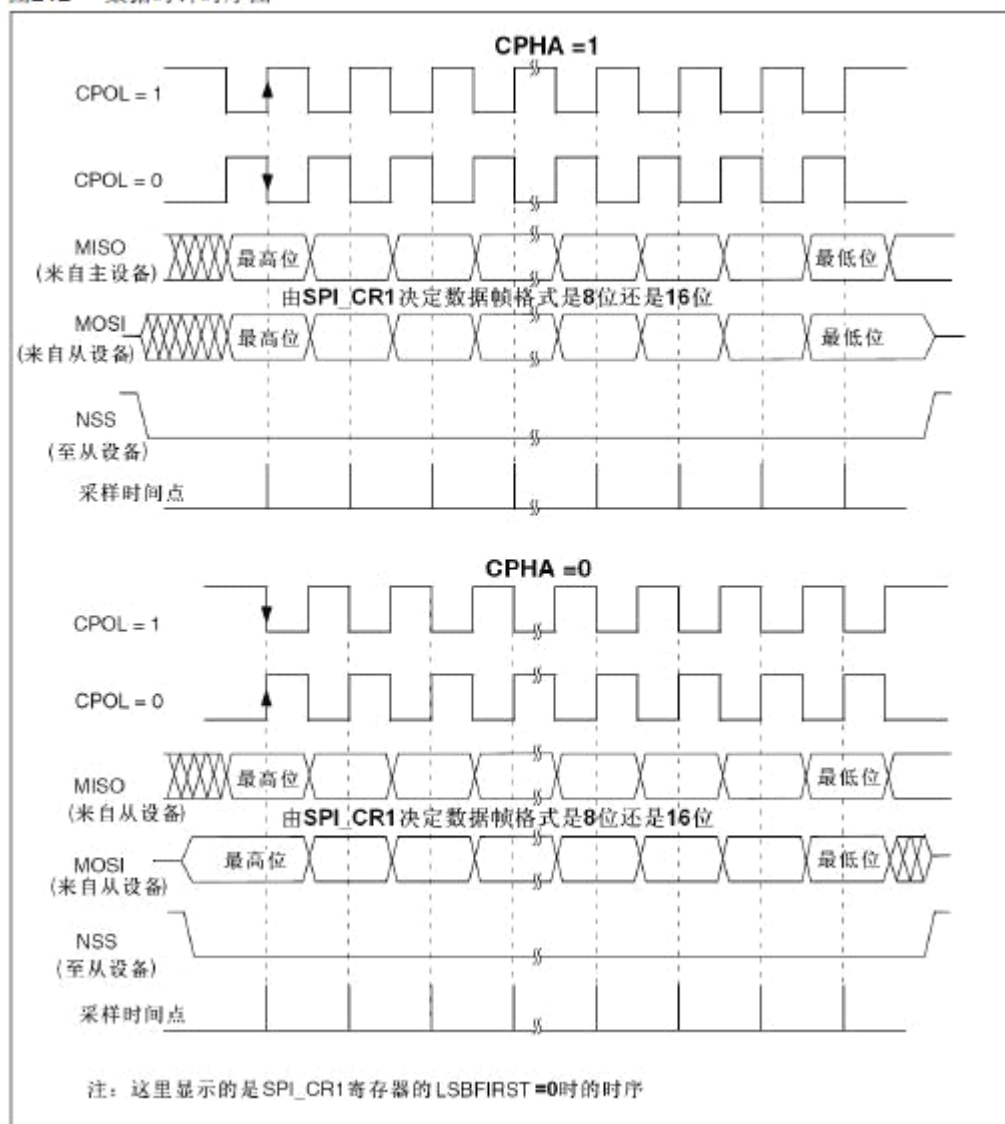 CPHA =1
CPOL = 1
CPOL = 0
MISO
(来自主设备)
最高位
最低位
由SPI_CR1决定数据帧格式是8位还是16位
MOSI
(来自从设备)
最高位
最低位
NSS
(至从设备)
采样时间点
CPHA =0
CPOL = 1
CPOL = 0
MISO
(来自从设备)
最高位
最低位
由SPI_CR1决定数据帧格式是8位还是16位
MOSI
(来自从设备)
最高位
最低位
NSS
(至从设备)
采样时间点
注：这里显示的是SPI_CR1寄存器的LSBFIRST=0时的时序